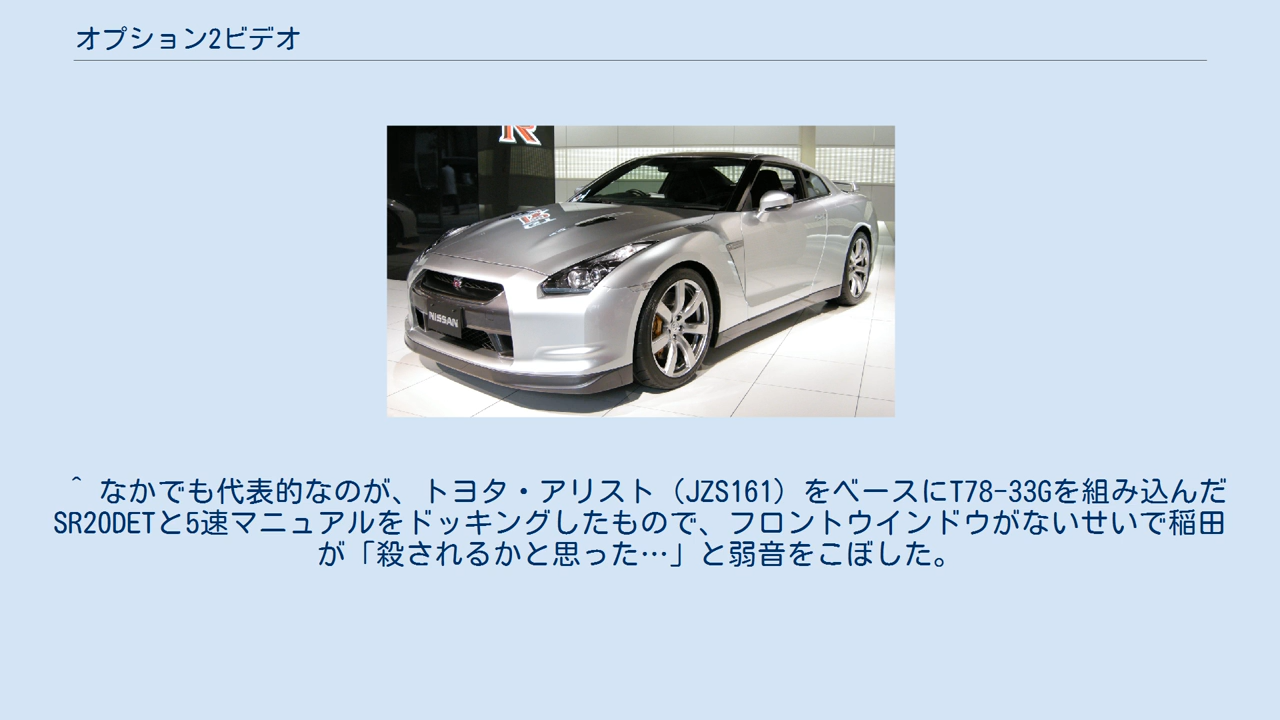 オプション2ビデオ
R
NISSAN
^ なかでも代表的なのが、トヨタ・アリスト（JZS161）をベースにT78-33Gを組み込んだ
SR20DETと5速マニュアルをドッキングしたもので、フロントウインドウがないせいで稲田
が「殺されるかと思った…」と弱音をこぼした。